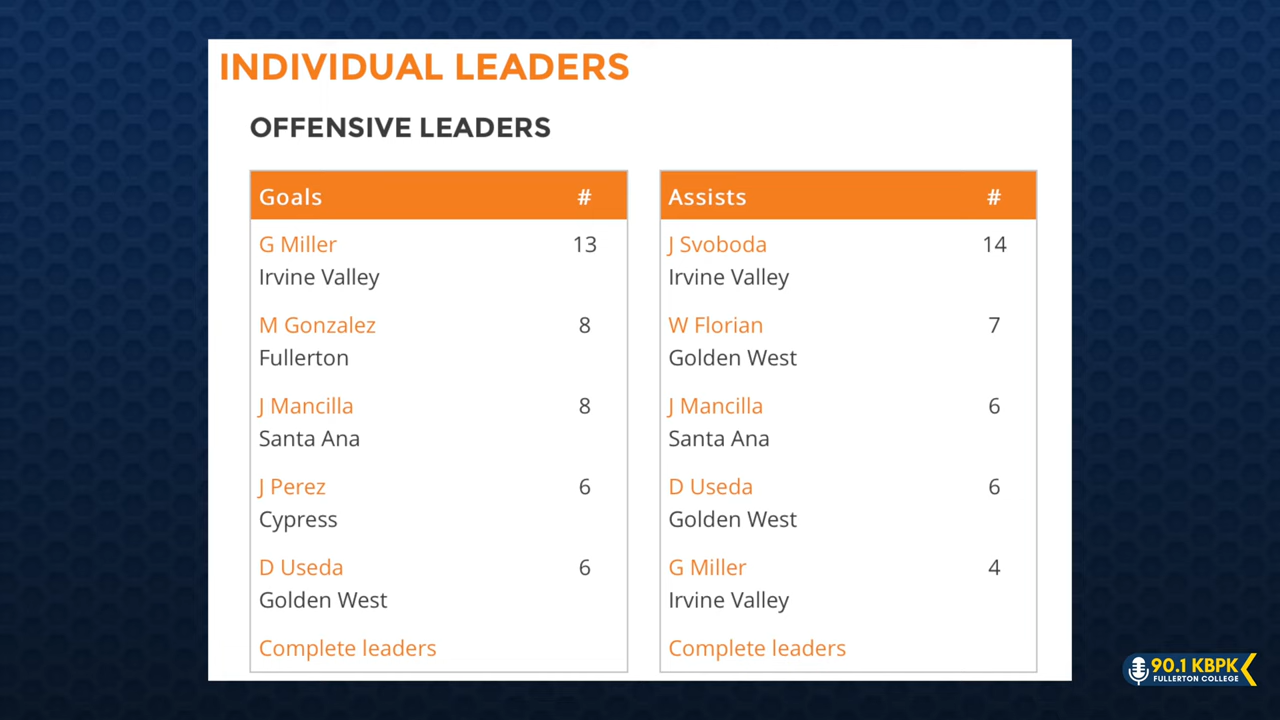 INDIVIDUAL LEADERS
OFFENSIVE LEADERS
Goals #
G Miller 13
Irvine Valley
M Gonzalez 8
Fullerton
J Mancilla 8
Santa Ana
J Perez 6
Cypress
D Useda 6
Golden West
Complete leaders
Assists #
J Svoboda 14
Irvine Valley
W Florian 7
Golden West
J Mancilla 6
Santa Ana
D Useda 6
Golden West
G Miller 4
Irvine Valley
Complete leaders
90.1 KBPK
FULLERTON COLLEGE